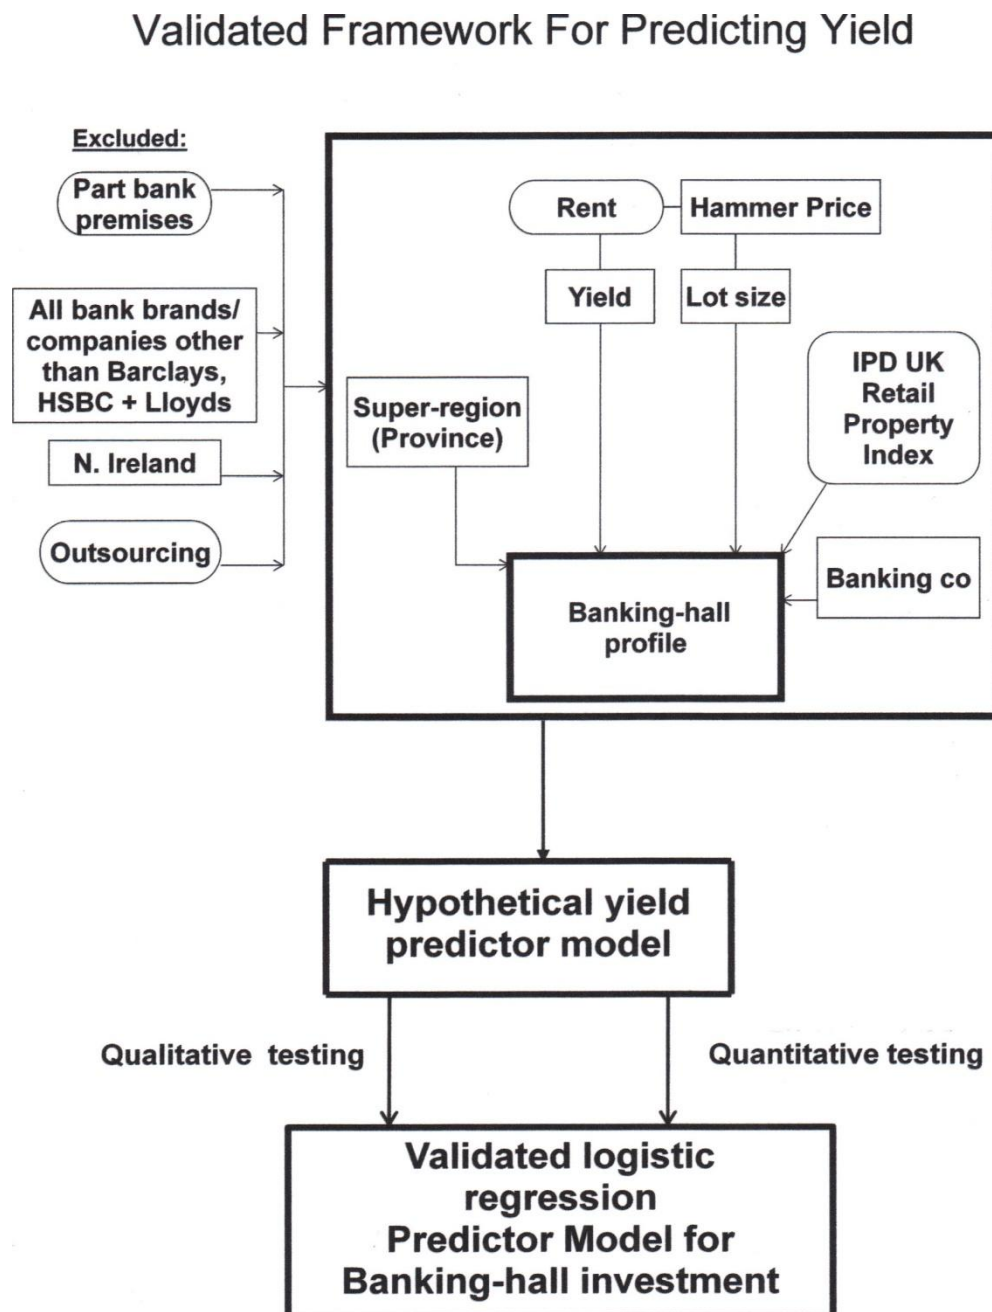 Validated Framework For Predicting Yield
Excluded:
Part bank
premises
All bank brands/
companies other
than Barclays,
HSBC + Lloyds
N. Ireland
Outsourcing
Rent
Hammer Price
Yield
Lot size
Super-region
(Province)
IPD UK
Retail
Property
Index
Banking co
Banking-hall
profile
Hypothetical yield
predictor model
Qualitative testing
Quantitative testing
Validated logistic
regression
Predictor Model for
Banking-hall investment